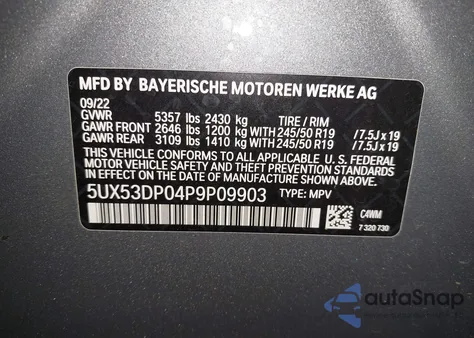 MFD BY BAYERISCHE MOTOREN WERKE AG
09/22
GVWR 5357 lbs 2430 kg TIRE / RIM
GAWR FRONT 2646 lbs 1200 kg WITH 245/50 R19 /7.5J x 19
GAWR REAR 3109 lbs 1410 kg WITH 245/50 R19 /7.5J x 19
THIS VEHICLE CONFORMS TO ALL APPLICABLE U. S. FEDERAL
MOTOR VEHICLE SAFETY AND THEFT PREVENTION STANDARDS
IN EFFECT ON THE DATE OF MANUFACTURE SHOWN ABOVE.
5UX53DP04P9P09903 TYPE: MPV
C4WM
7 320 730
autoSnap